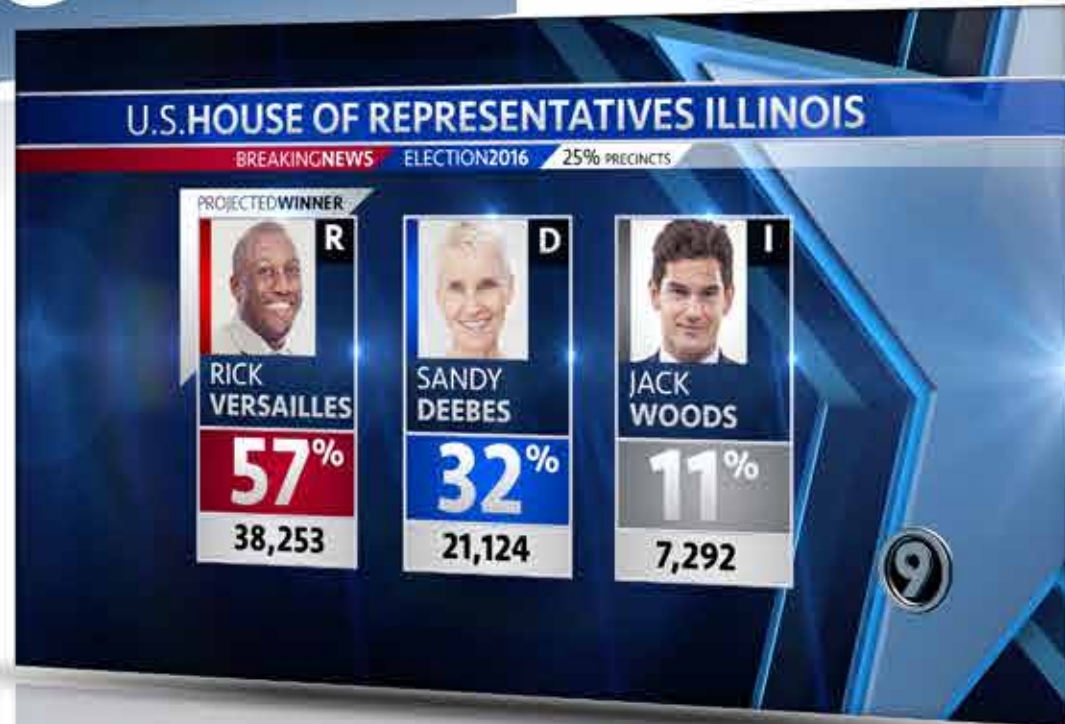 U.S.HOUSE OF REPRESENTATIVES ILLINOIS
BREAKINGNEWS ELECTION2016 25% PRECINCTS
PROJECTEDWINNER
R
RICK
VERSAILLES
57%
38,253
D
SANDY
DEEBES
32%
21,124
I
JACK
WOODS
11%
7,292
9